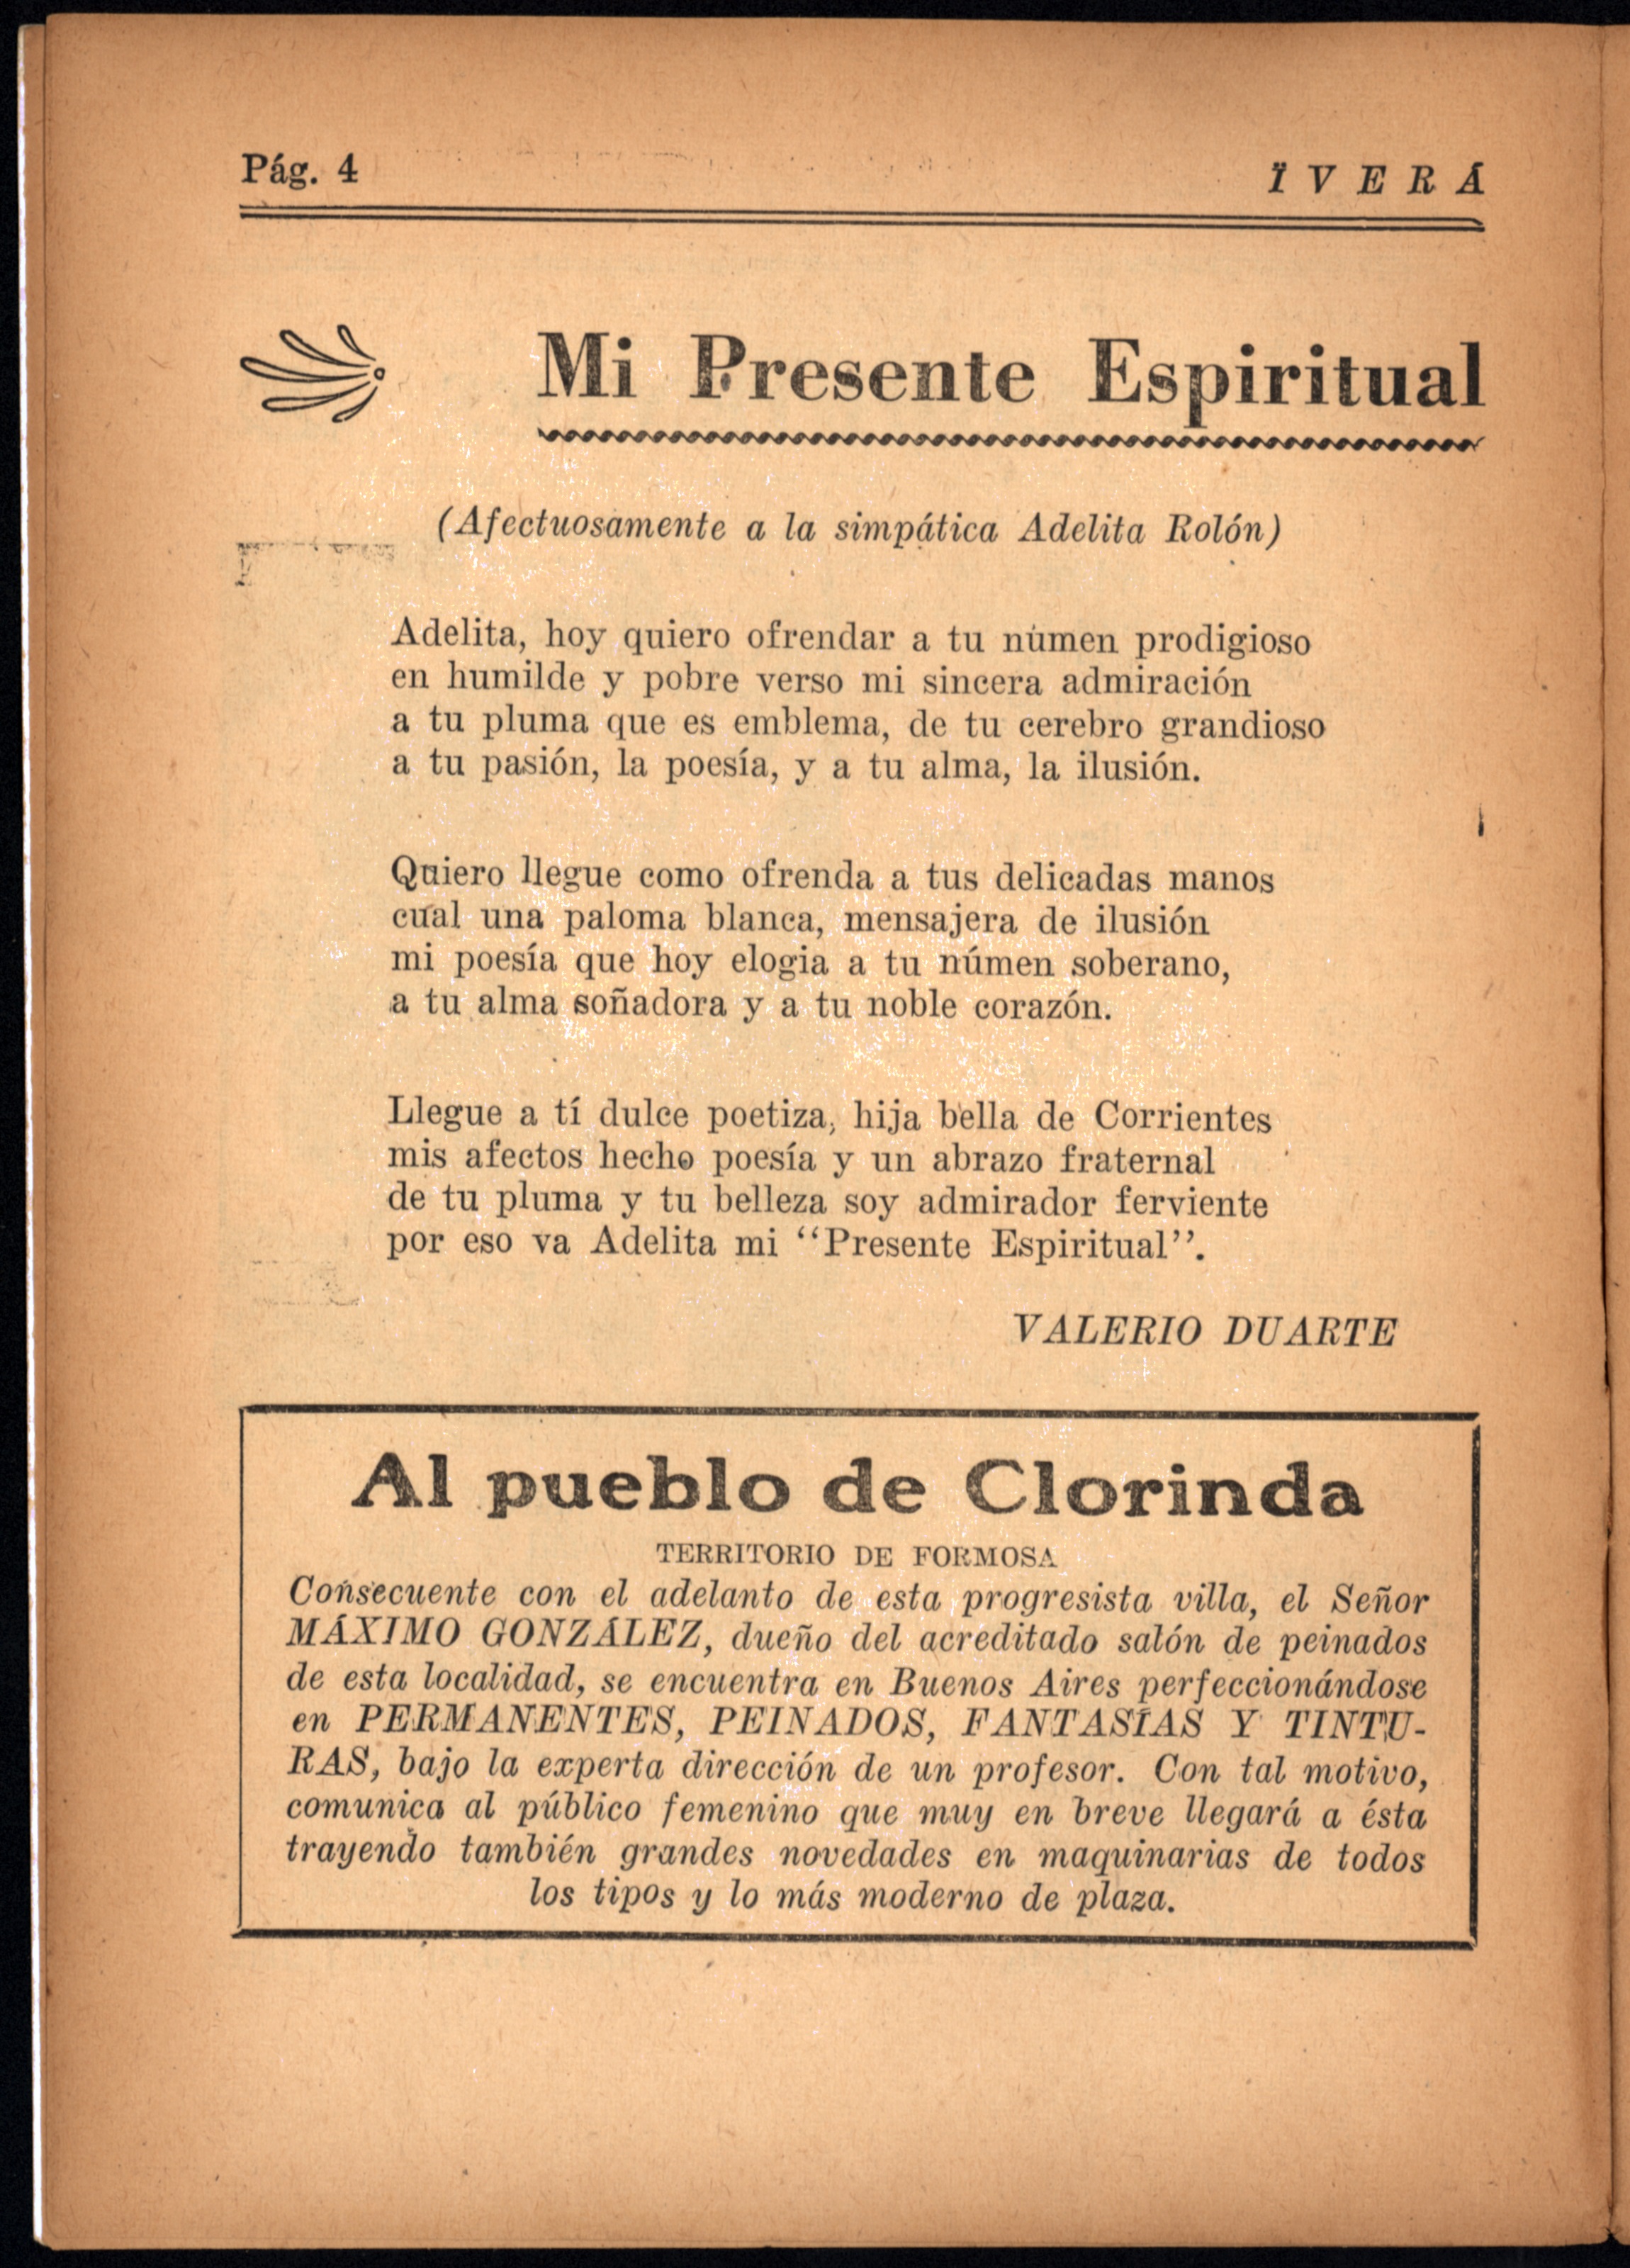 Pág. 4
Ï V E R Á
Mi Presente Espiritual
(Afectuosamente a la simpática Adelita Rolón)
Adelita, hoy quiero ofrendar a tu númen prodigioso
en humilde y pobre verso mi sincera admiración
a tu pluma que es emblema, de tu cerebro grandioso
a tu pasión, la poesía, y a tu alma, la ilusión.
Quiero llegue como ofrenda a tus delicadas manos
cual una paloma blanca, mensajera de ilusión
mi poesía que hoy elogia a tu númen soberano,
a tu alma soñadora y a tu noble corazón.
Llegue a tí dulce poetiza, hija bella de Corrientes
mis afectos hecho poesía y un abrazo fraternal
de tu pluma y tu belleza soy admirador ferviente
por eso va Adelita mi “Presente Espiritual”.
VALERIO DUARTE
Al pueblo de Clorinda
TERRITORIO DE FORMOSA
Consecuente con el adelanto de esta progresista villa, el Señor
MÁXIMO GONZÁLEZ, dueño del acreditado salón de peinados
de esta localidad, se encuentra en Buenos Aires perfeccionándose
en PERMANENTES, PEINADOS, FANTASÍAS Y TINTU-
RAS, bajo la experta dirección de un profesor. Con tal motivo,
comunica al público femenino que muy en breve llegará a ésta
trayendo también grandes novedades en maquinarias de todos
los tipos y lo más moderno de plaza.